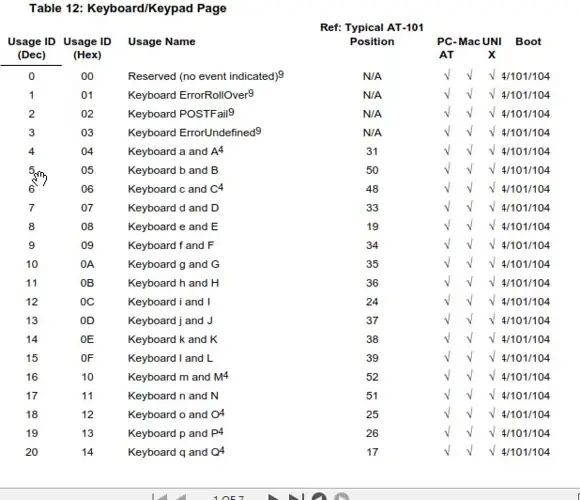 Table 12: Keyboard/Keypad Page
Usage ID (Dec) Usage ID (Hex) Usage Name Ref: Typical AT-101 Position PC-AT Mac UNIX Boot
0 00 Reserved (no event indicated)9 N/A √ √ √ 4/101/104
1 01 Keyboard ErrorRollOver9 N/A √ √ √ 4/101/104
2 02 Keyboard POSTFail9 N/A √ √ √ 4/101/104
3 03 Keyboard ErrorUndefined9 N/A √ √ √ 4/101/104
4 04 Keyboard a and A4 31 √ √ √ 4/101/104
5 05 Keyboard b and B 50 √ √ √ 4/101/104
6 06 Keyboard c and C4 48 √ √ √ 4/101/104
7 07 Keyboard d and D 33 √ √ √ 4/101/104
8 08 Keyboard e and E 19 √ √ √ 4/101/104
9 09 Keyboard f and F 34 √ √ √ 4/101/104
10 0A Keyboard g and G 35 √ √ √ 4/101/104
11 0B Keyboard h and H 36 √ √ √ 4/101/104
12 0C Keyboard i and I 24 √ √ √ 4/101/104
13 0D Keyboard j and J 37 √ √ √ 4/101/104
14 0E Keyboard k and K 38 √ √ √ 4/101/104
15 0F Keyboard l and L 39 √ √ √ 4/101/104
16 10 Keyboard m and M4 52 √ √ √ 4/101/104
17 11 Keyboard n and N 51 √ √ √ 4/101/104
18 12 Keyboard o and O4 25 √ √ √ 4/101/104
19 13 Keyboard p and P4 26 √ √ √ 4/101/104
20 14 Keyboard q and Q4 17 √ √ √ 4/101/104